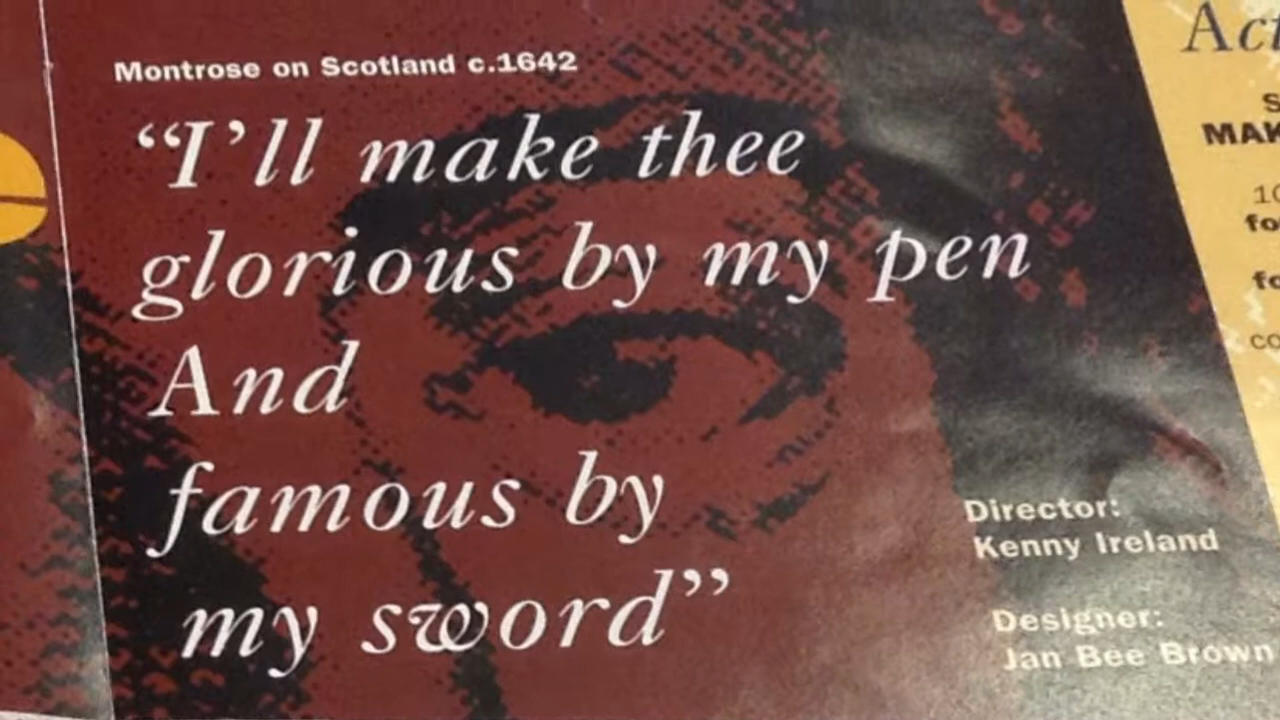 Montrose on Scotland c.1642
“I’ll make thee
glorious by my pen
And
famous by
my sword”
Director:
Kenny Ireland
Designer:
Jan Bee Brown